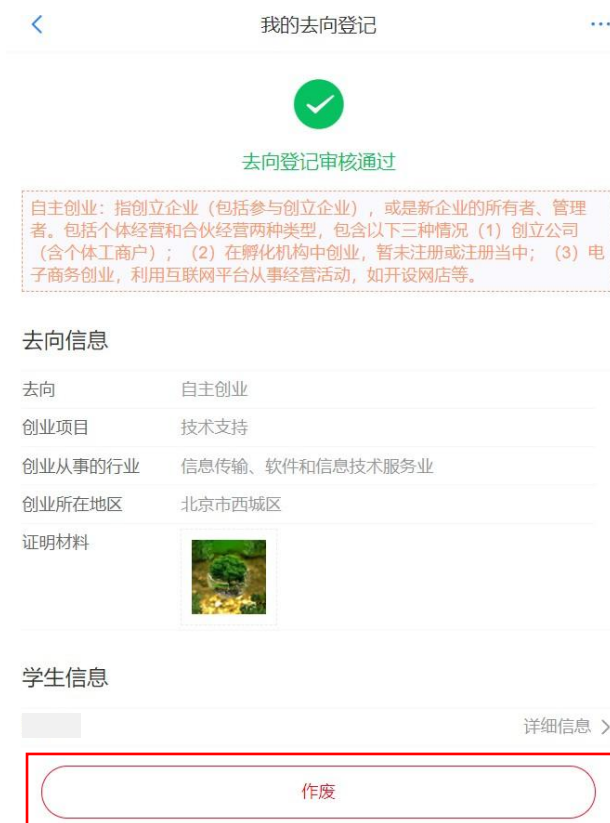 我的去向登记
去向登记审核通过
自主创业：指创立企业（包括参与创立企业），或是新企业的所有者、管理
者。包括个体经营和合伙经营两种类型，包含以下三种情况（1）创立公司
（含个体工商户）；（2）在孵化机构中创业，暂未注册或注册当中；（3）电
子商务创业，利用互联网平台从事经营活动，如开设网店等。
去向信息
去向 自主创业
创业项目 技术支持
创业从事的行业 信息传输、软件和信息技术服务业
创业所在地区 北京市西城区
证明材料
学生信息
详细信息
作废